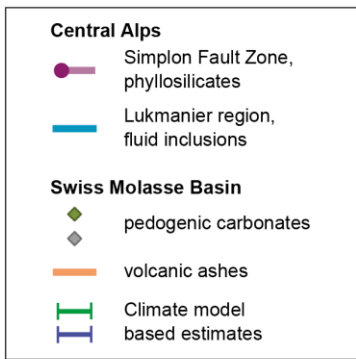 Central Alps
Simplon Fault Zone,
phyllosilicates
Lukmanier region,
fluid inclusions
Swiss Molasse Basin
pedogenic carbonates
volcanic ashes
Climate model
based estimates